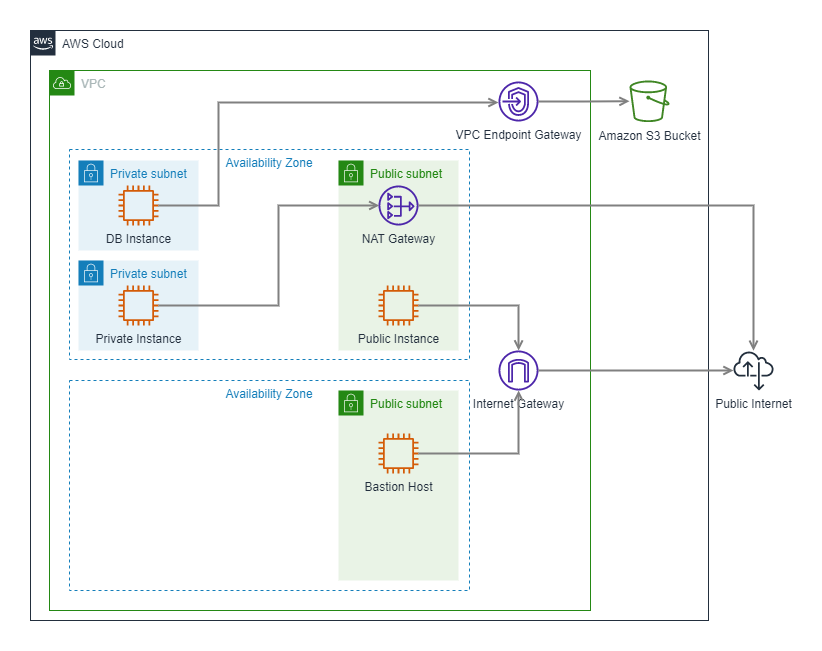 aws
AWS Cloud
VPC
VPC Endpoint Gateway
Amazon S3 Bucket
Availability Zone
Private subnet
Public subnet
DB Instance
NAT Gateway
Private subnet
Private Instance
Public Instance
Availability Zone
Public subnet
Internet Gateway
Public Internet
Bastion Host